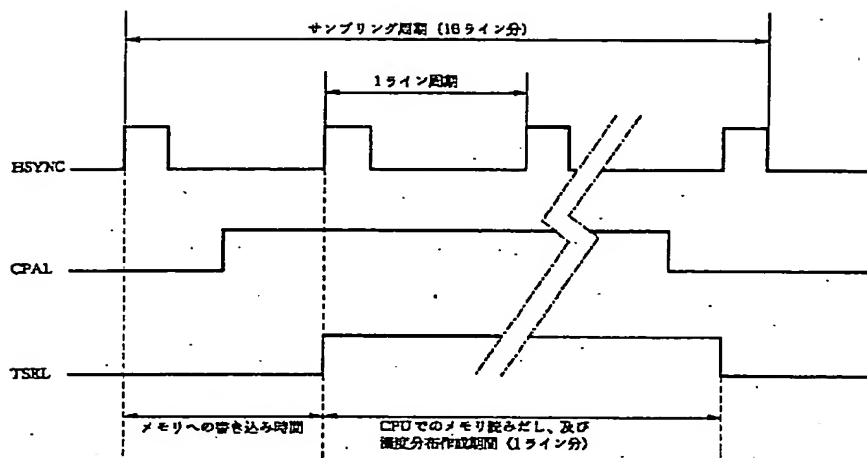 サンプリング周期 (16ライン分)
1ライン周期
HSYNC
CPAL
TSEL
メモリへの書き込み時間
CPUでのメモリ読みだし、及び
濃度分布作成期間 (1ライン分)